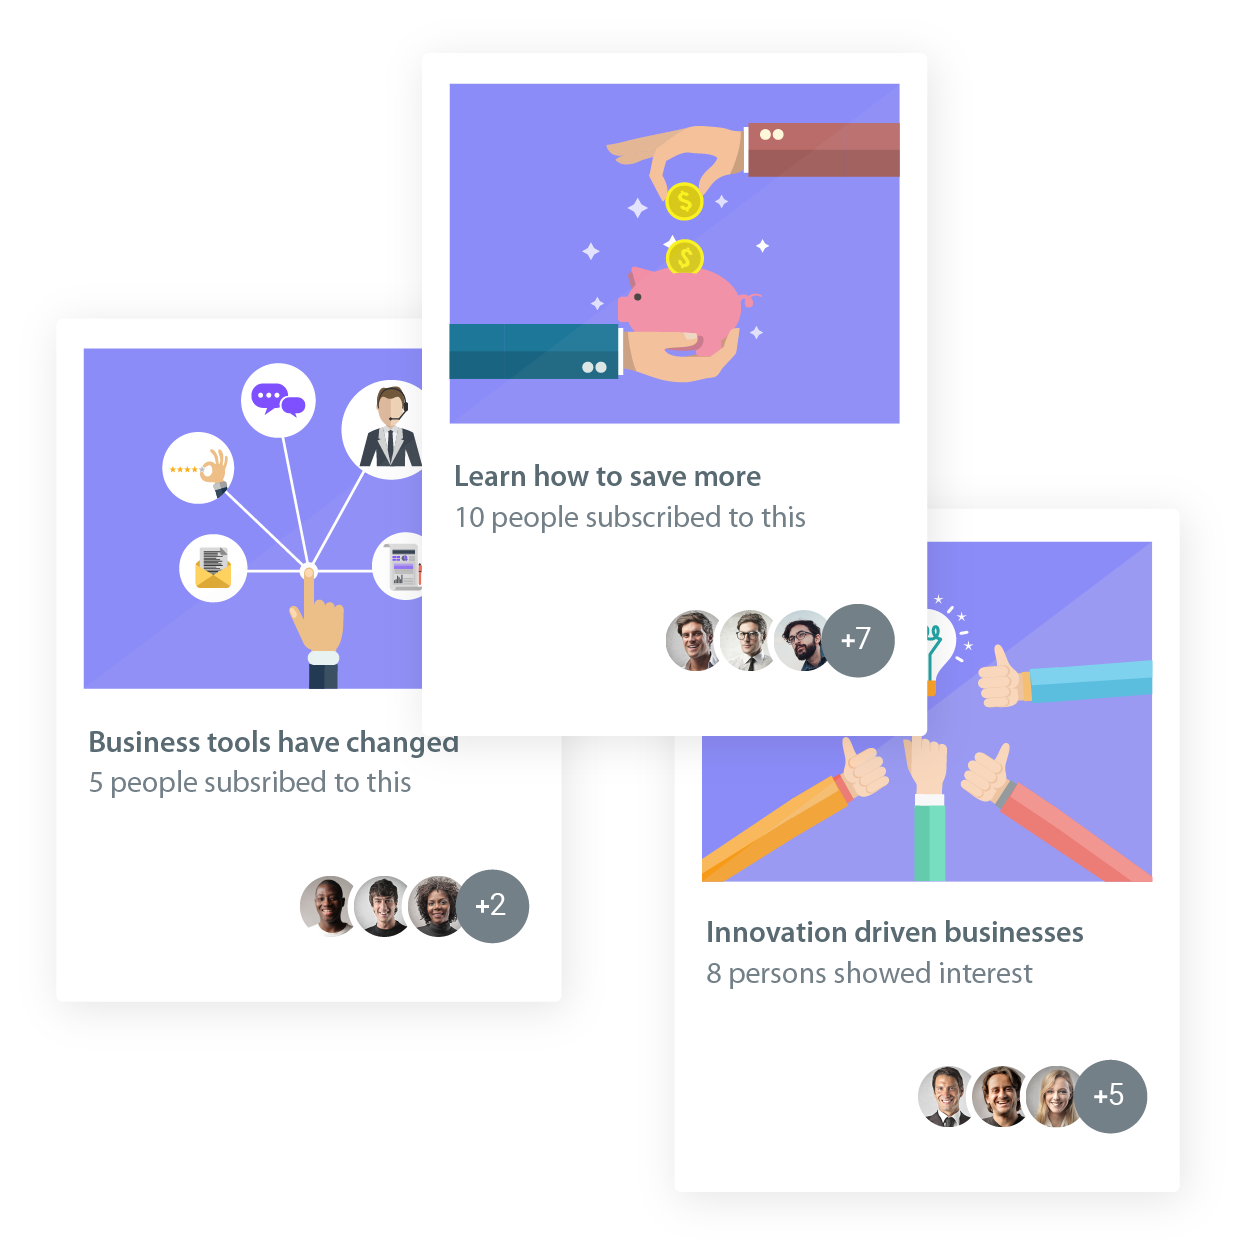 $
$
Learn how to save more
10 people subscribed to this
+7
Business tools have changed
5 people subsribed to this
+2
Innovation driven businesses
8 persons showed interest
+5